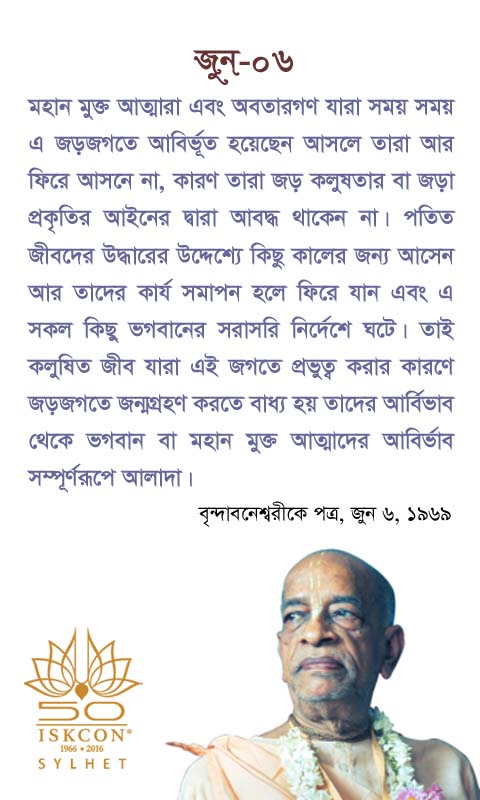 জুন-০৬
মহান মুক্ত আত্মারা এবং অবতারগণ যারা সময় সময়
এ জড়জগতে আবির্ভূত হয়েছেন আসলে তারা আর
ফিরে আসনে না, কারণ তারা জড় কলুষতার বা জড়া
প্রকৃতির আইনের দ্বারা আবদ্ধ থাকেন না। পতিত
জীবদের উদ্ধারের উদ্দেশ্যে কিছু কালের জন্য আসেন
আর তাদের কার্য সমাপন হলে ফিরে যান এবং এ
সকল কিছু ভগবানের সরাসরি নির্দেশে ঘটে। তাই
কলুষিত জীব যারা এই জগতে প্রভুত্ব করার কারণে
জড়জগতে জন্মগ্রহণ করতে বাধ্য হয় তাদের আর্বিভাব
থেকে ভগবান বা মহান মুক্ত আত্মাদের আবির্ভাব
সম্পূর্ণরূপে আলাদা।
বৃন্দাবনেশ্বরীকে পত্র, জুন ৬, ১৯৬৯
50
ISKCON®
1966 • 2016
SYLHET